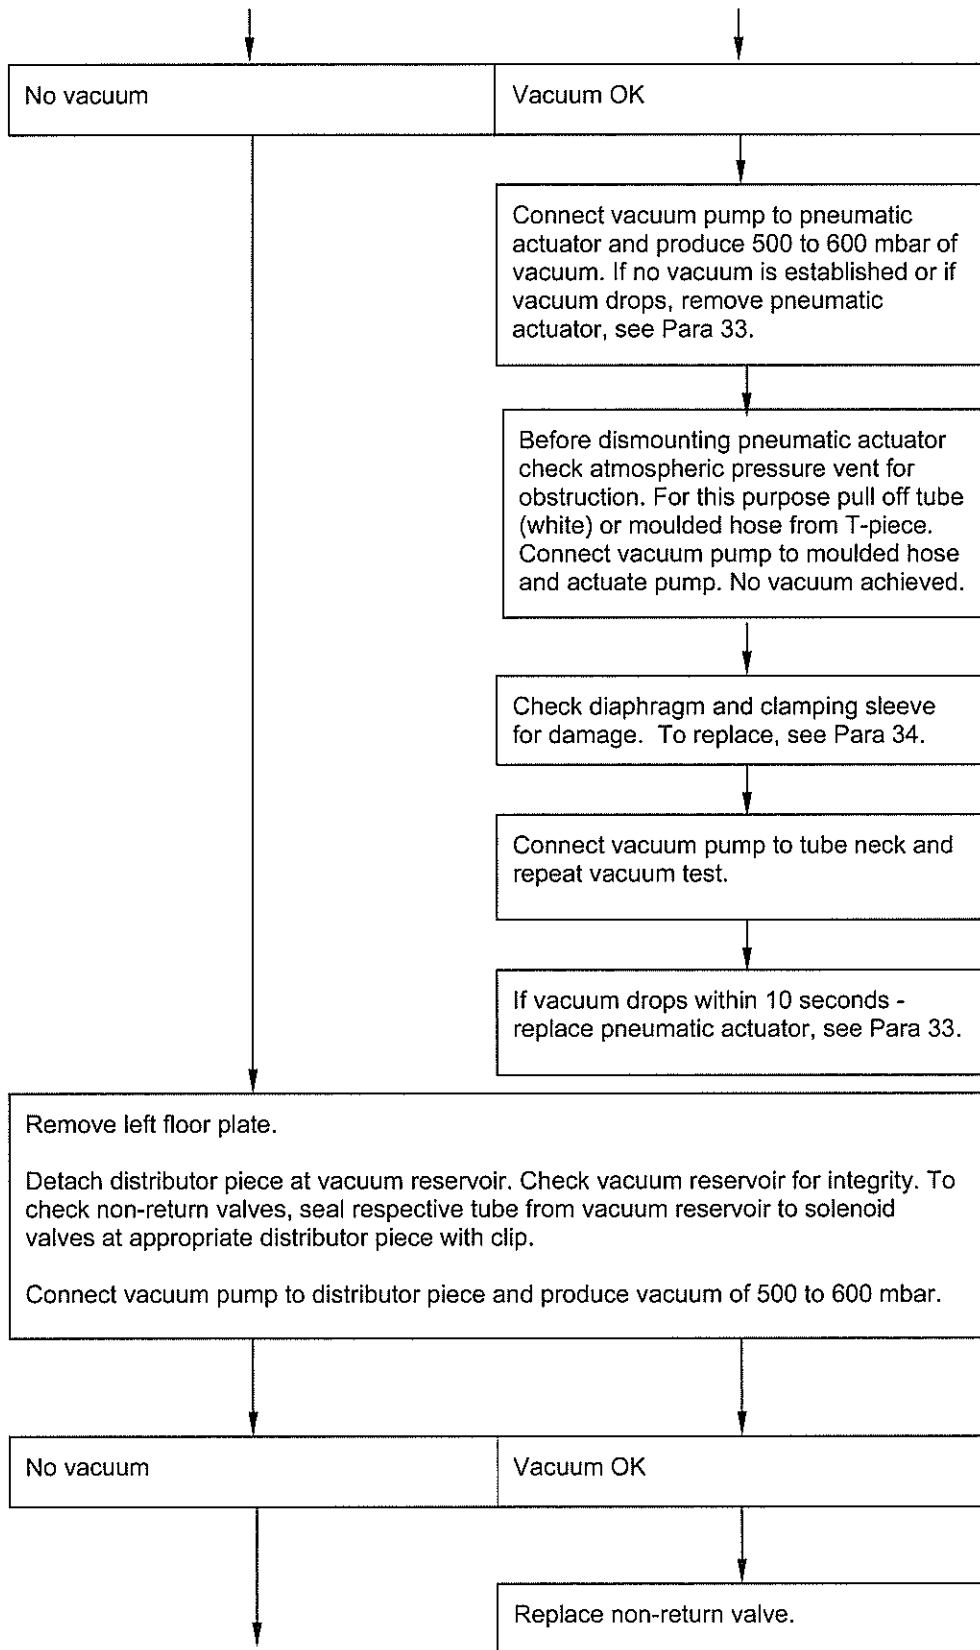 No vacuum
Vacuum OK
Connect vacuum pump to pneumatic
actuator and produce 500 to 600 mbar of
vacuum. If no vacuum is established or if
vacuum drops, remove pneumatic
actuator, see Para 33.
Before dismounting pneumatic actuator
check atmospheric pressure vent for
obstruction. For this purpose pull off tube
(white) or moulded hose from T-piece.
Connect vacuum pump to moulded hose
and actuate pump. No vacuum achieved.
Check diaphragm and clamping sleeve
for damage. To replace, see Para 34.
Connect vacuum pump to tube neck and
repeat vacuum test.
If vacuum drops within 10 seconds -
replace pneumatic actuator, see Para 33.
Remove left floor plate.
Detach distributor piece at vacuum reservoir. Check vacuum reservoir for integrity. To
check non-return valves, seal respective tube from vacuum reservoir to solenoid
valves at appropriate distributor piece with clip.
Connect vacuum pump to distributor piece and produce vacuum of 500 to 600 mbar.
No vacuum
Vacuum OK
Replace non-return valve.